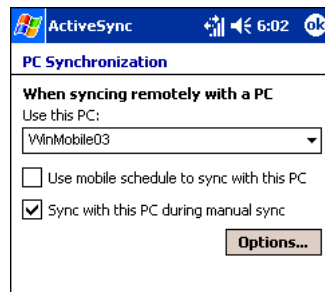 ActiveSync 6:02 ok
PC Synchronization
When syncing remotely with a PC
Use this PC:
WinMobile03
Use mobile schedule to sync with this PC
Sync with this PC during manual sync
Options...